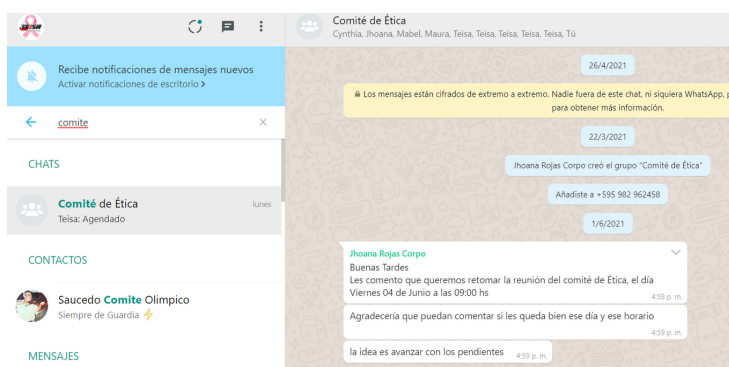 Recibe notificaciones de mensajes nuevos
Activar notificaciones de escritorio >
comite
CHATS
Comité de Ética
lunes
Teisa: Agendado
CONTACTOS
Saucedo Comite Olimpico
Siempre de Guardia ⚡
MENSAJES
Comité de Ética
Cynthia, Jhoana, Mabel, Maura, Teisa, Teisa, Teisa, Teisa, Teisa, Tú
26/4/2021
Los mensajes están cifrados de extremo a extremo. Nadie fuera de este chat, ni siquiera WhatsApp,
para obtener más información.
22/3/2021
Jhoana Rojas Corpo creó el grupo "Comité de Ética"
Añadiste a +595 982 962458
1/6/2021
Jhoana Rojas Corpo
Buenas Tardes
Les comento que queremos retomar la reunión del comité de Ética, el día
Viernes 04 de Junio a las 09:00 hs
4:58 p. m.
Agradecería que puedan comentar si les queda bien ese día y ese horario
4:59 p. m.
la idea es avanzar con los pendientes
4:59 p. m.